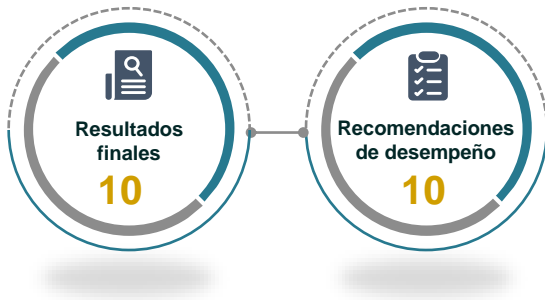 Resultados
finales
10
Recomendaciones
de desempeño
10